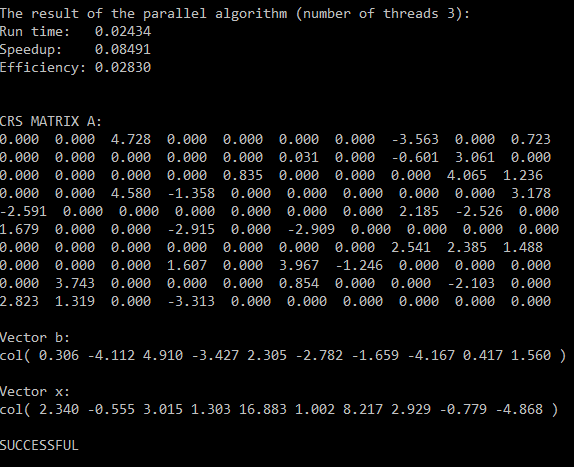 The result of the parallel algorithm (number of threads 3):
Run time:   0.02434
Speedup:    0.08491
Efficiency: 0.02830
CRS MATRIX A:
0.000  0.000  4.728  0.000  0.000  0.000  0.000  -3.563  0.000  0.723
0.000  0.000  0.000  0.000  0.000  0.031  0.000  -0.601  3.061  0.000
0.000  0.000  0.000  0.000  0.835  0.000  0.000  0.000  4.065  1.236
0.000  0.000  4.580  -1.358  0.000  0.000  0.000  0.000  0.000  3.178
-2.591  0.000  0.000  0.000  0.000  0.000  0.000  2.185  -2.526  0.000
1.679  0.000  0.000  -2.915  0.000  -2.909  0.000  0.000  0.000  0.000
0.000  0.000  0.000  0.000  0.000  0.000  0.000  2.541  2.385  1.488
0.000  0.000  0.000  1.607  0.000  3.967  -1.246  0.000  0.000  0.000
0.000  3.743  0.000  0.000  0.000  0.854  0.000  0.000  -2.103  0.000
2.823  1.319  0.000  -3.313  0.000  0.000  0.000  0.000  0.000  0.000
Vector b:
col( 0.306 -4.112 4.910 -3.427 2.305 -2.782 -1.659 -4.167 0.417 1.560 )
Vector x:
col( 2.340 -0.555 3.015 1.303 16.883 1.002 8.217 2.929 -0.779 -4.868 )
SUCCESSFUL